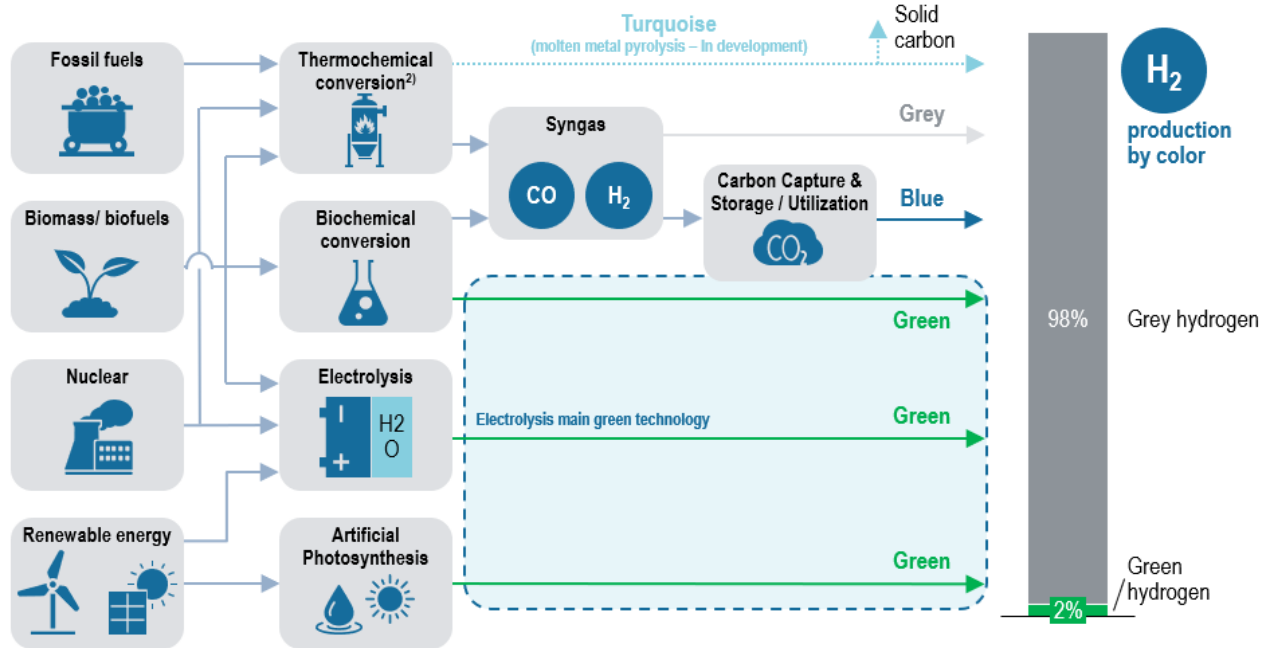 Fossil fuels
Biomass/ biofuels
Nuclear
Renewable energy
Thermochemical
conversion2)
Biochemical
conversion
Electrolysis
H2
O
Artificial
Photosynthesis
Syngas
CO
H2
Carbon Capture &
Storage / Utilization
CO2
Turquoise
(molten metal pyrolysis – In development)
Solid
carbon
Grey
Blue
Green
Electrolysis main green technology
Green
Green
98%
2%
H2
production
by color
Grey hydrogen
Green
hydrogen